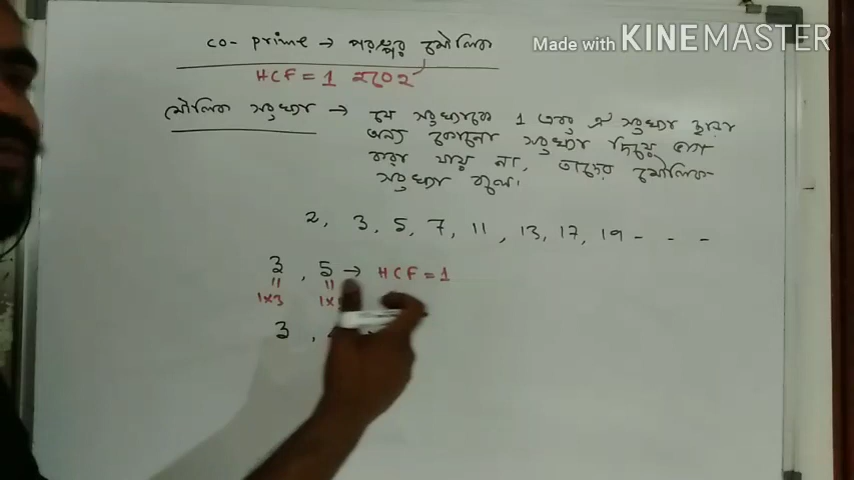 Made with KINEMASTER
co-prime → পরস্পর মৌলিক
HCF = 1 হবে
মৌলিক সংখ্যা → যে সংখ্যাকে 1 এবং ঐ সংখ্যা ছাড়া
অন্য কোনো সংখ্যা দিয়ে ভাগ
করা যায় না, তাদের মৌলিক
সংখ্যা বলে।
2, 3, 5, 7, 11, 13, 17, 19 - - -
3, 5 → HCF = 1
1x3 1x
3,